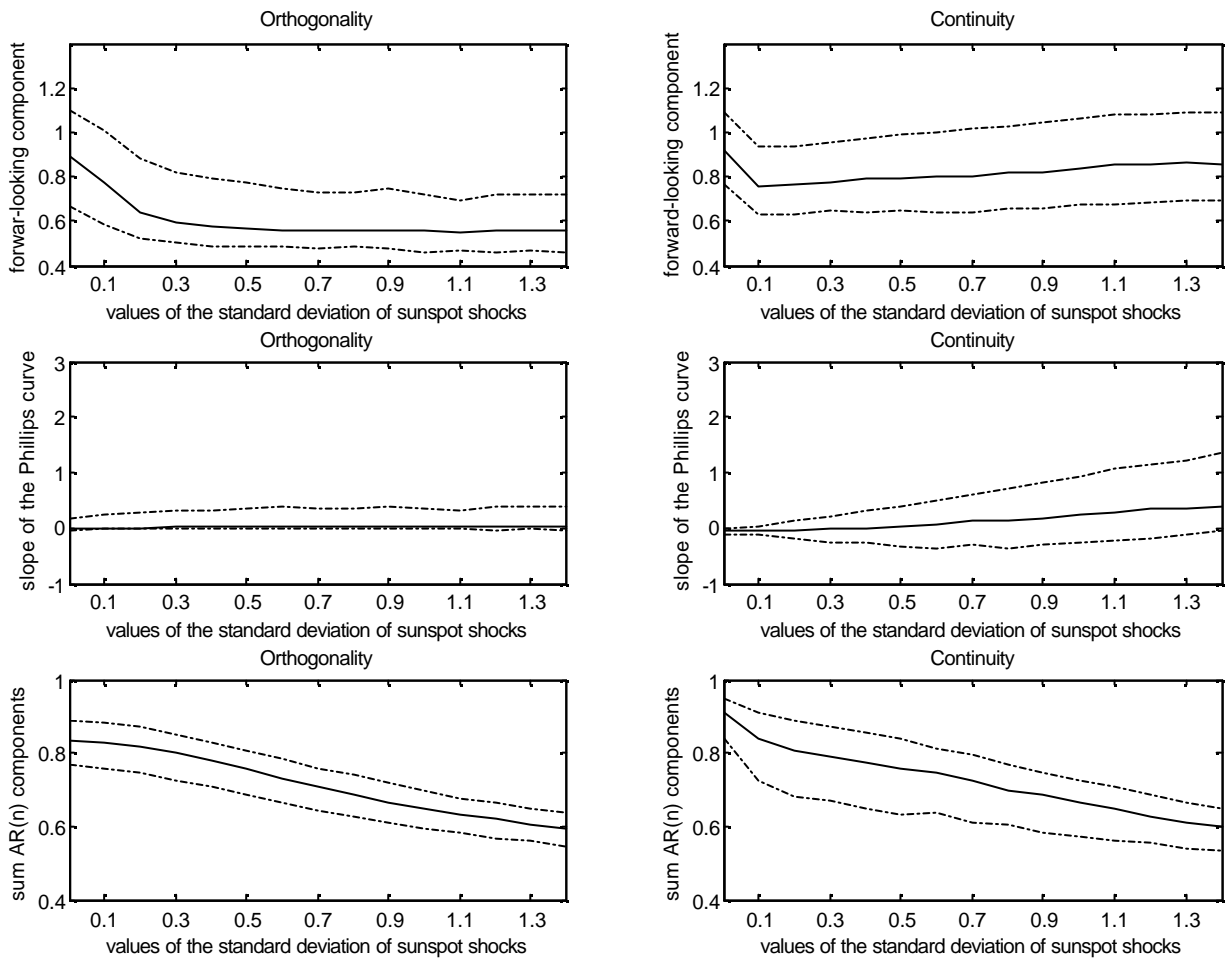 Orthogonality
forwar-looking component
1.2
1
0.8
0.6
0.4
0.1 0.3 0.5 0.7 0.9 1.1 1.3
values of the standard deviation of sunspot shocks
Continuity
forward-looking component
1.2
1
0.8
0.6
0.4
0.1 0.3 0.5 0.7 0.9 1.1 1.3
values of the standard deviation of sunspot shocks
Orthogonality
slope of the Phillips curve
3
2
1
0
-1
0.1 0.3 0.5 0.7 0.9 1.1 1.3
values of the standard deviation of sunspot shocks
Continuity
slope of the Phillips curve
3
2
1
0
-1
0.1 0.3 0.5 0.7 0.9 1.1 1.3
values of the standard deviation of sunspot shocks
Orthogonality
sum AR(n) components
1
0.8
0.6
0.4
0.1 0.3 0.5 0.7 0.9 1.1 1.3
values of the standard deviation of sunspot shocks
Continuity
sum AR(n) components
1
0.8
0.6
0.4
0.1 0.3 0.5 0.7 0.9 1.1 1.3
values of the standard deviation of sunspot shocks